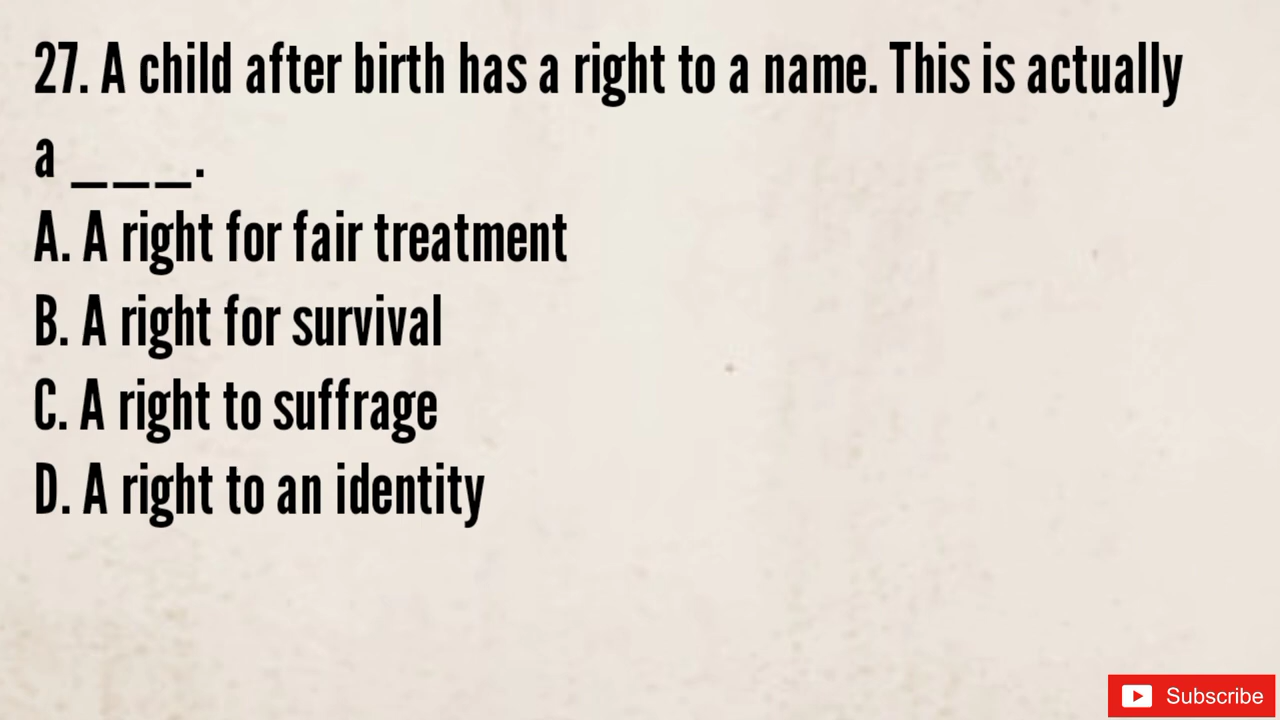 27. A child after birth has a right to a name. This is actually
a ___.
A. A right for fair treatment
B. A right for survival
C. A right to suffrage
D. A right to an identity
Subscribe